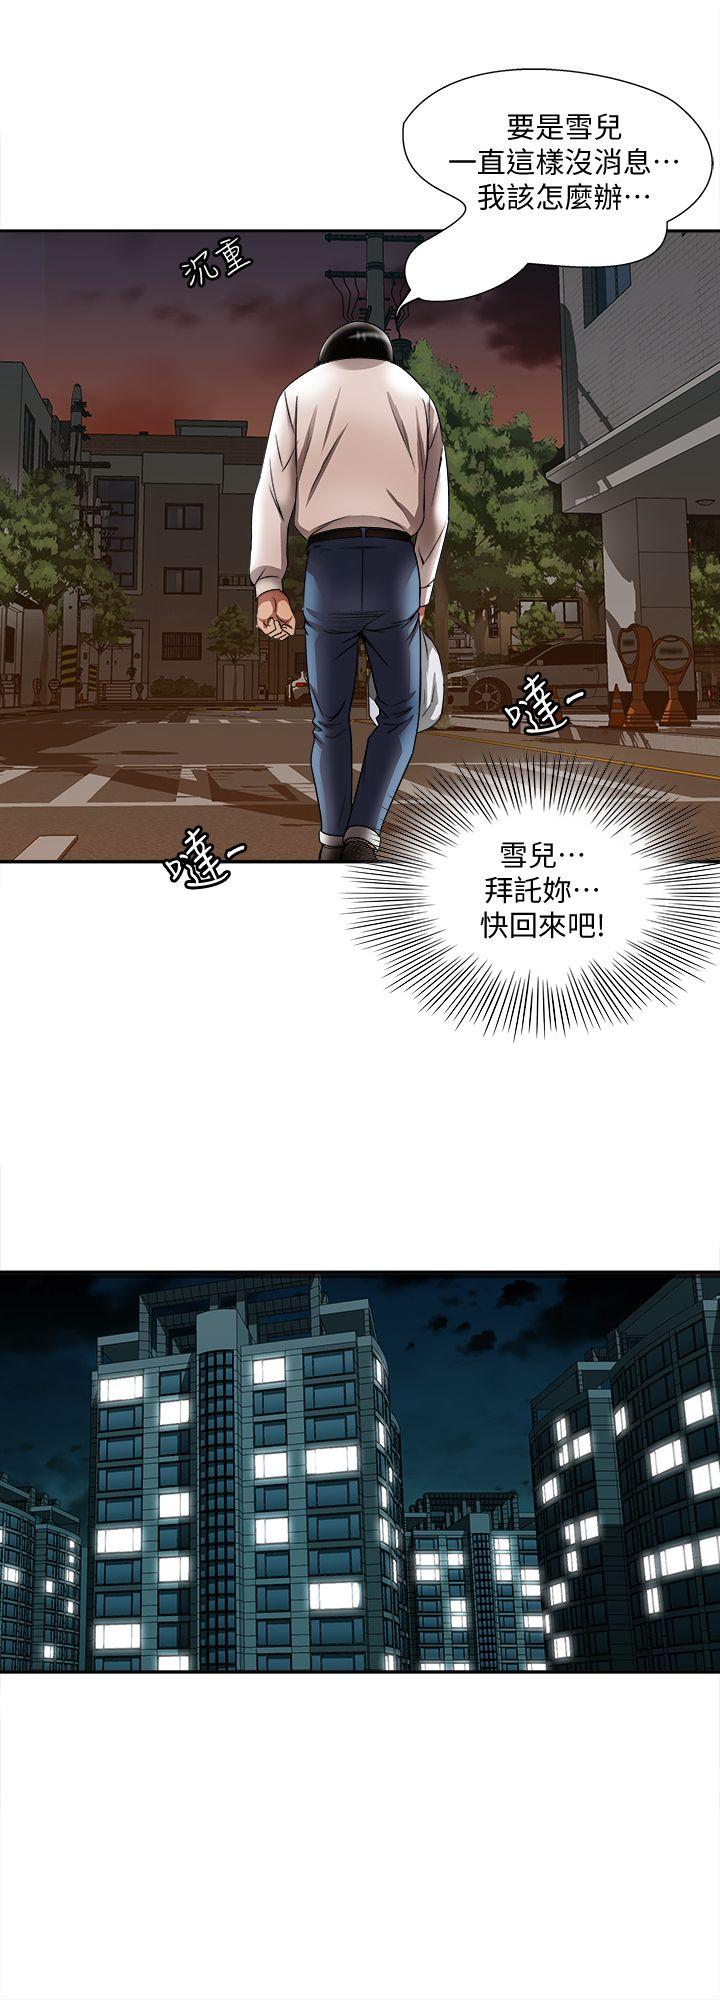 要是雪兒
一直這樣沒消息⋯
我該怎麼辦⋯
沉重
噠-
噠-
雪兒⋯
拜託妳⋯
快回來吧!